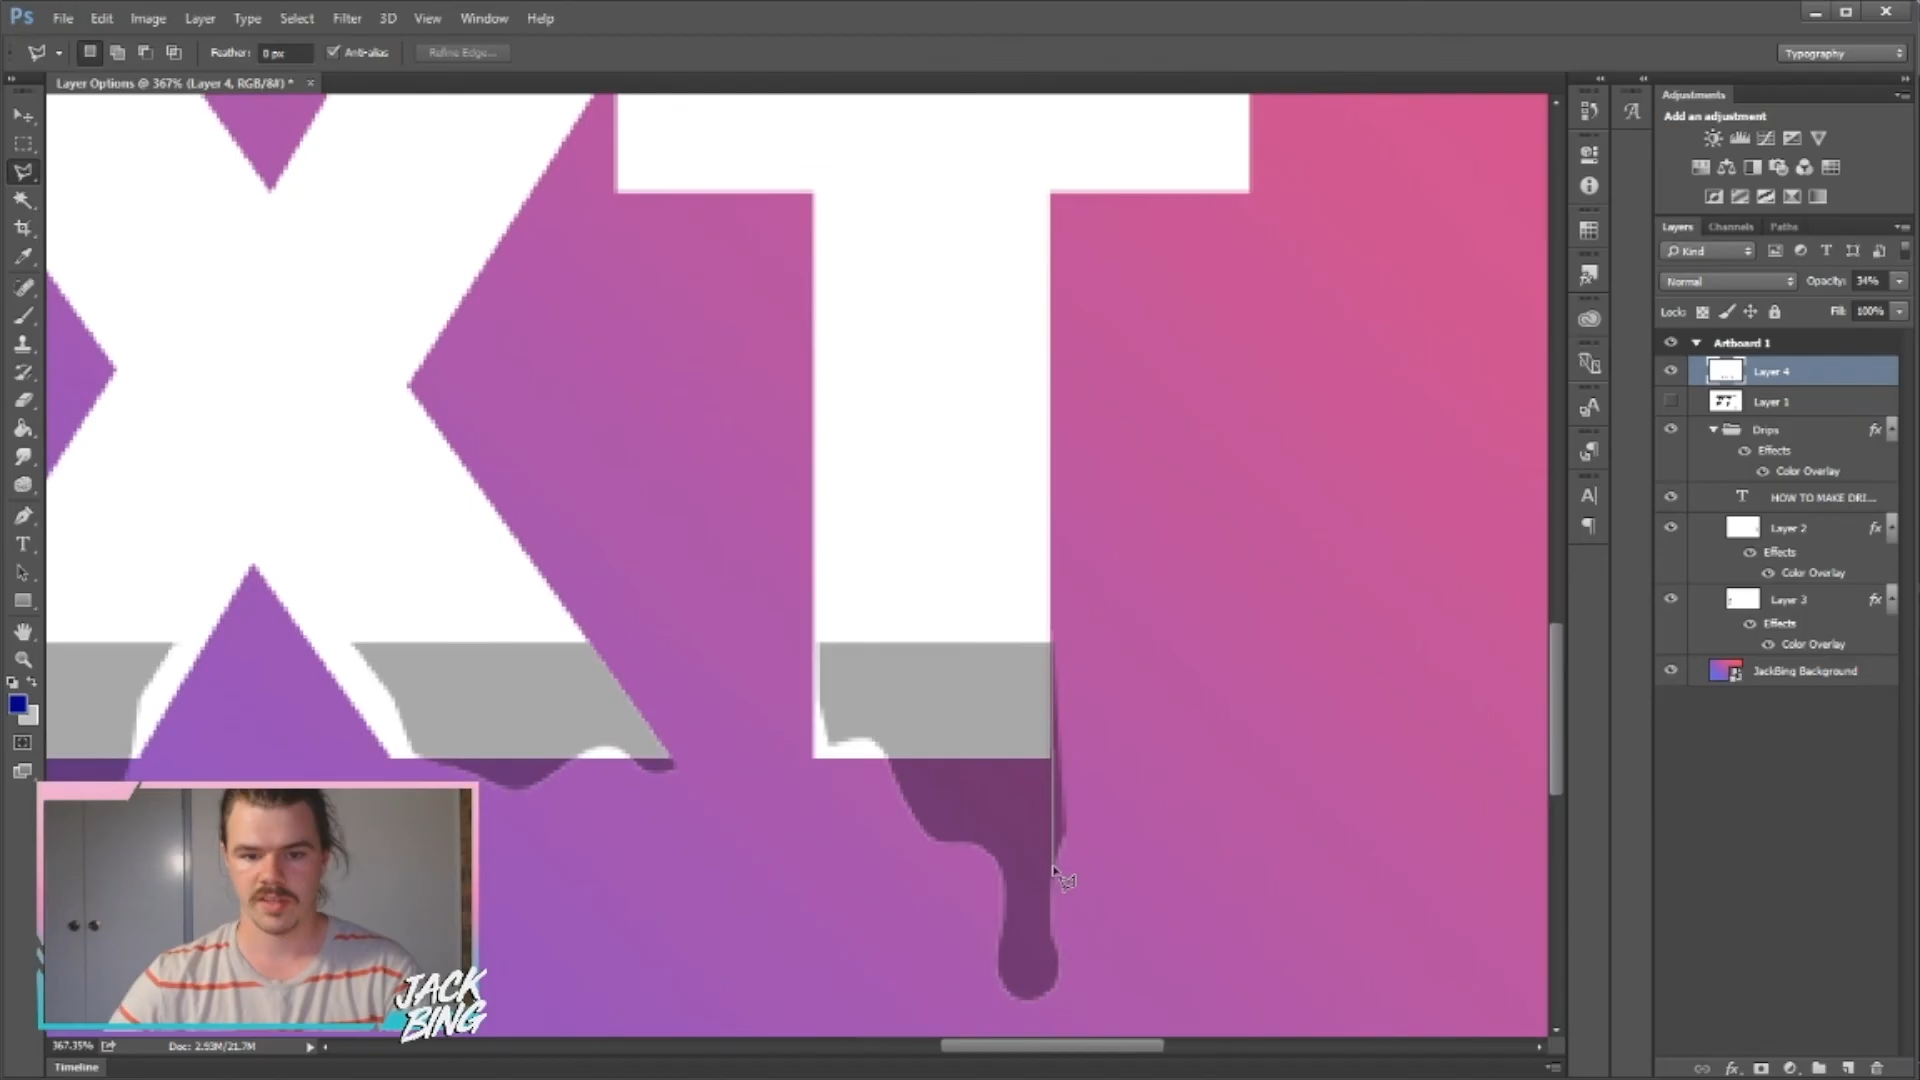 Ps File Edit Image Layer Type Select Filter 3D View Window Help
Feather: 0 px Anti-alias Refine Edge... Typography
Layer Options @ 367% (Layer 4, RGB/8#) * ×
XT
Adjustments
Add an adjustment
Layers Channels Paths
Kind
Normal Opacity: 34%
Lock: Fill: 100%
Artboard 1
Layer 4
Layer 1
Drips fx
Effects
Color Overlay
T HOW TO MAKE DRI...
Layer 2 fx
Effects
Color Overlay
Layer 3 fx
Effects
Color Overlay
JackBing Background
JACK
BING
367.35% Doc: 2.93M/21.7M
Timeline